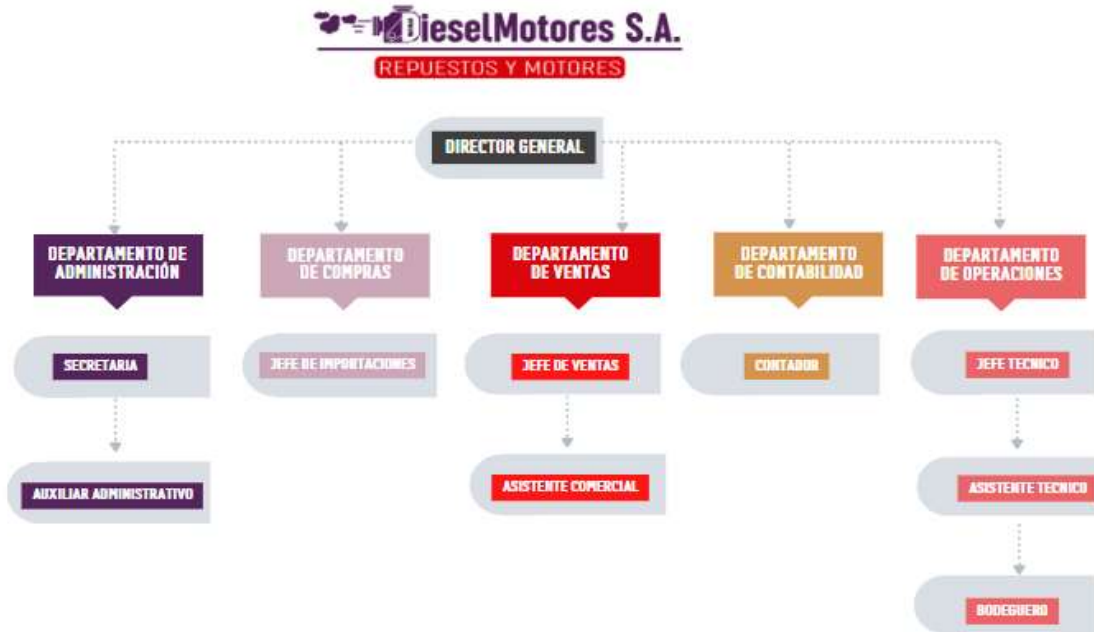 DieselMotores S.A.
REPUESTOS Y MOTORES
DIRECTOR GENERAL
DEPARTAMENTO DE
ADMINISTRACIÓN
DEPARTAMENTO
DE COMPRAS
DEPARTAMENTO
DE VENTAS
DEPARTAMENTO
DE CONTABILIDAD
DEPARTAMENTO
DE OPERACIONES
SECRETARIA
JEFE DE IMPORTACIONES
JEFE DE VENTAS
CONTADOR
JEFE TECNICO
AUXILIAR ADMINISTRATIVO
ASISTENTE COMERCIAL
ASISTENTE TECNICO
BODEGUERO